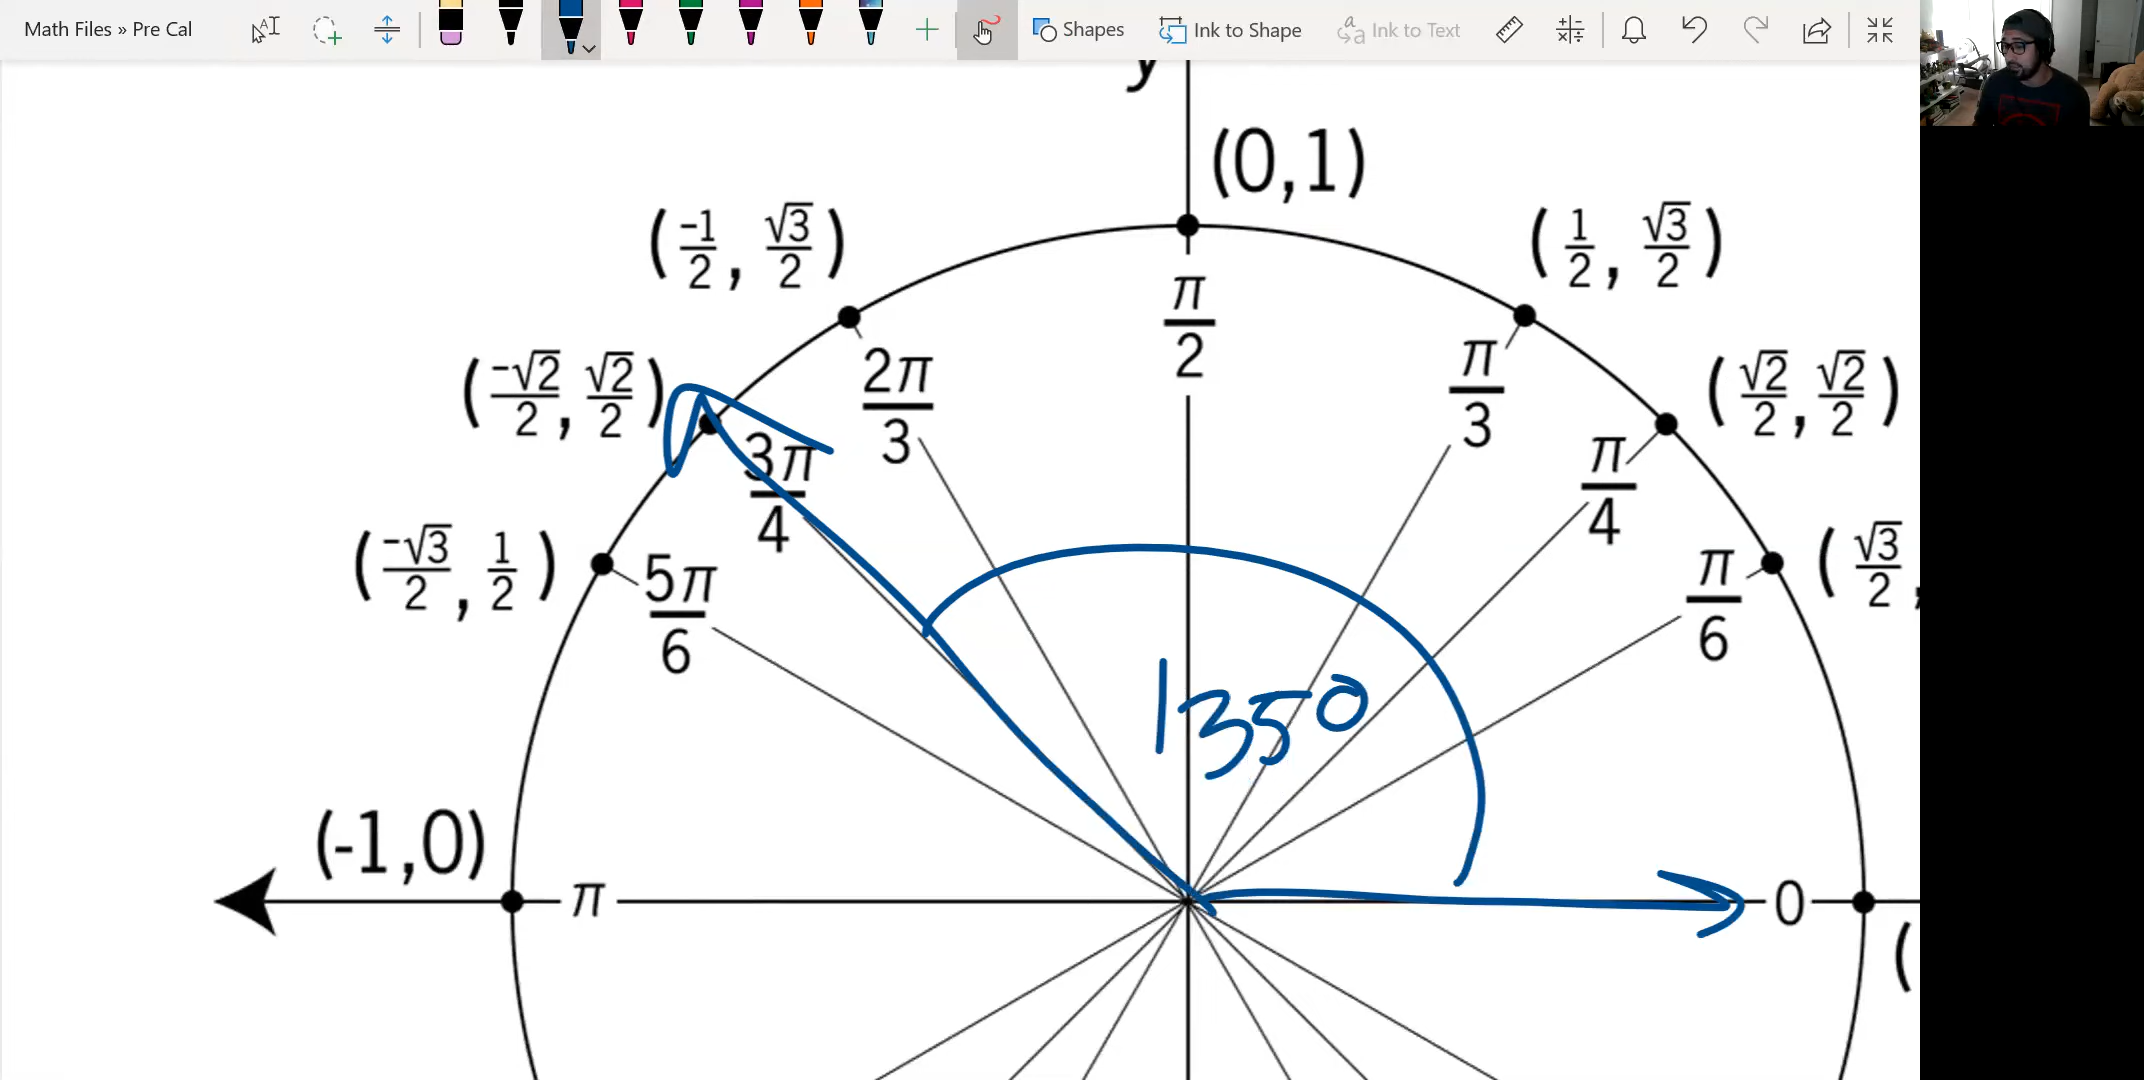 Math Files » Pre Cal
Shapes
Ink to Shape
Ink to Text
y
(0,1)
(-1/2, √3/2)
(1/2, √3/2)
π/2
2π/3
π/3
(-√2/2, √2/2)
(√2/2, √2/2)
3π/4
π/4
(-√3/2, 1/2)
5π/6
π/6
(√3/2,
135°
(-1,0)
π
0
(